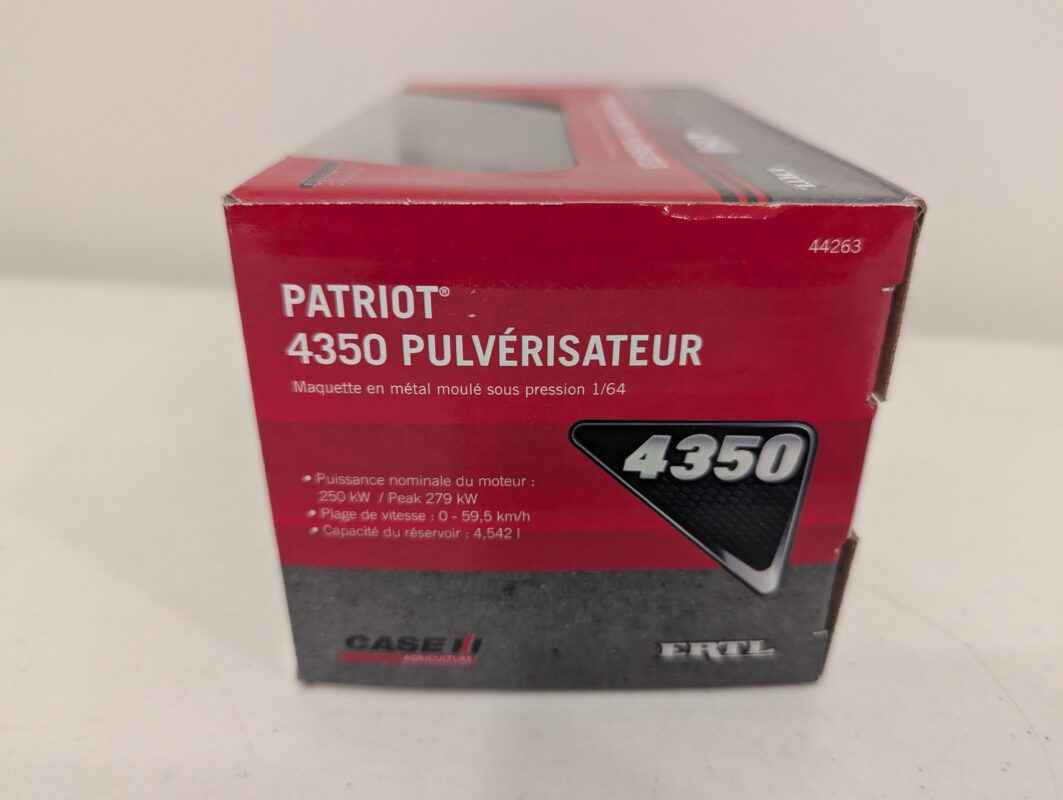 ERTL
44263
PATRIOT®
4350 PULVÉRISATEUR
Maquette en métal moulé sous pression 1/64
4350
• Puissance nominale du moteur :
250 kW / Peak 279 kW
• Plage de vitesse : 0 - 59,5 km/h
• Capacité du réservoir : 4,542 l
CASE IH
AGRICULTURE
ERTL